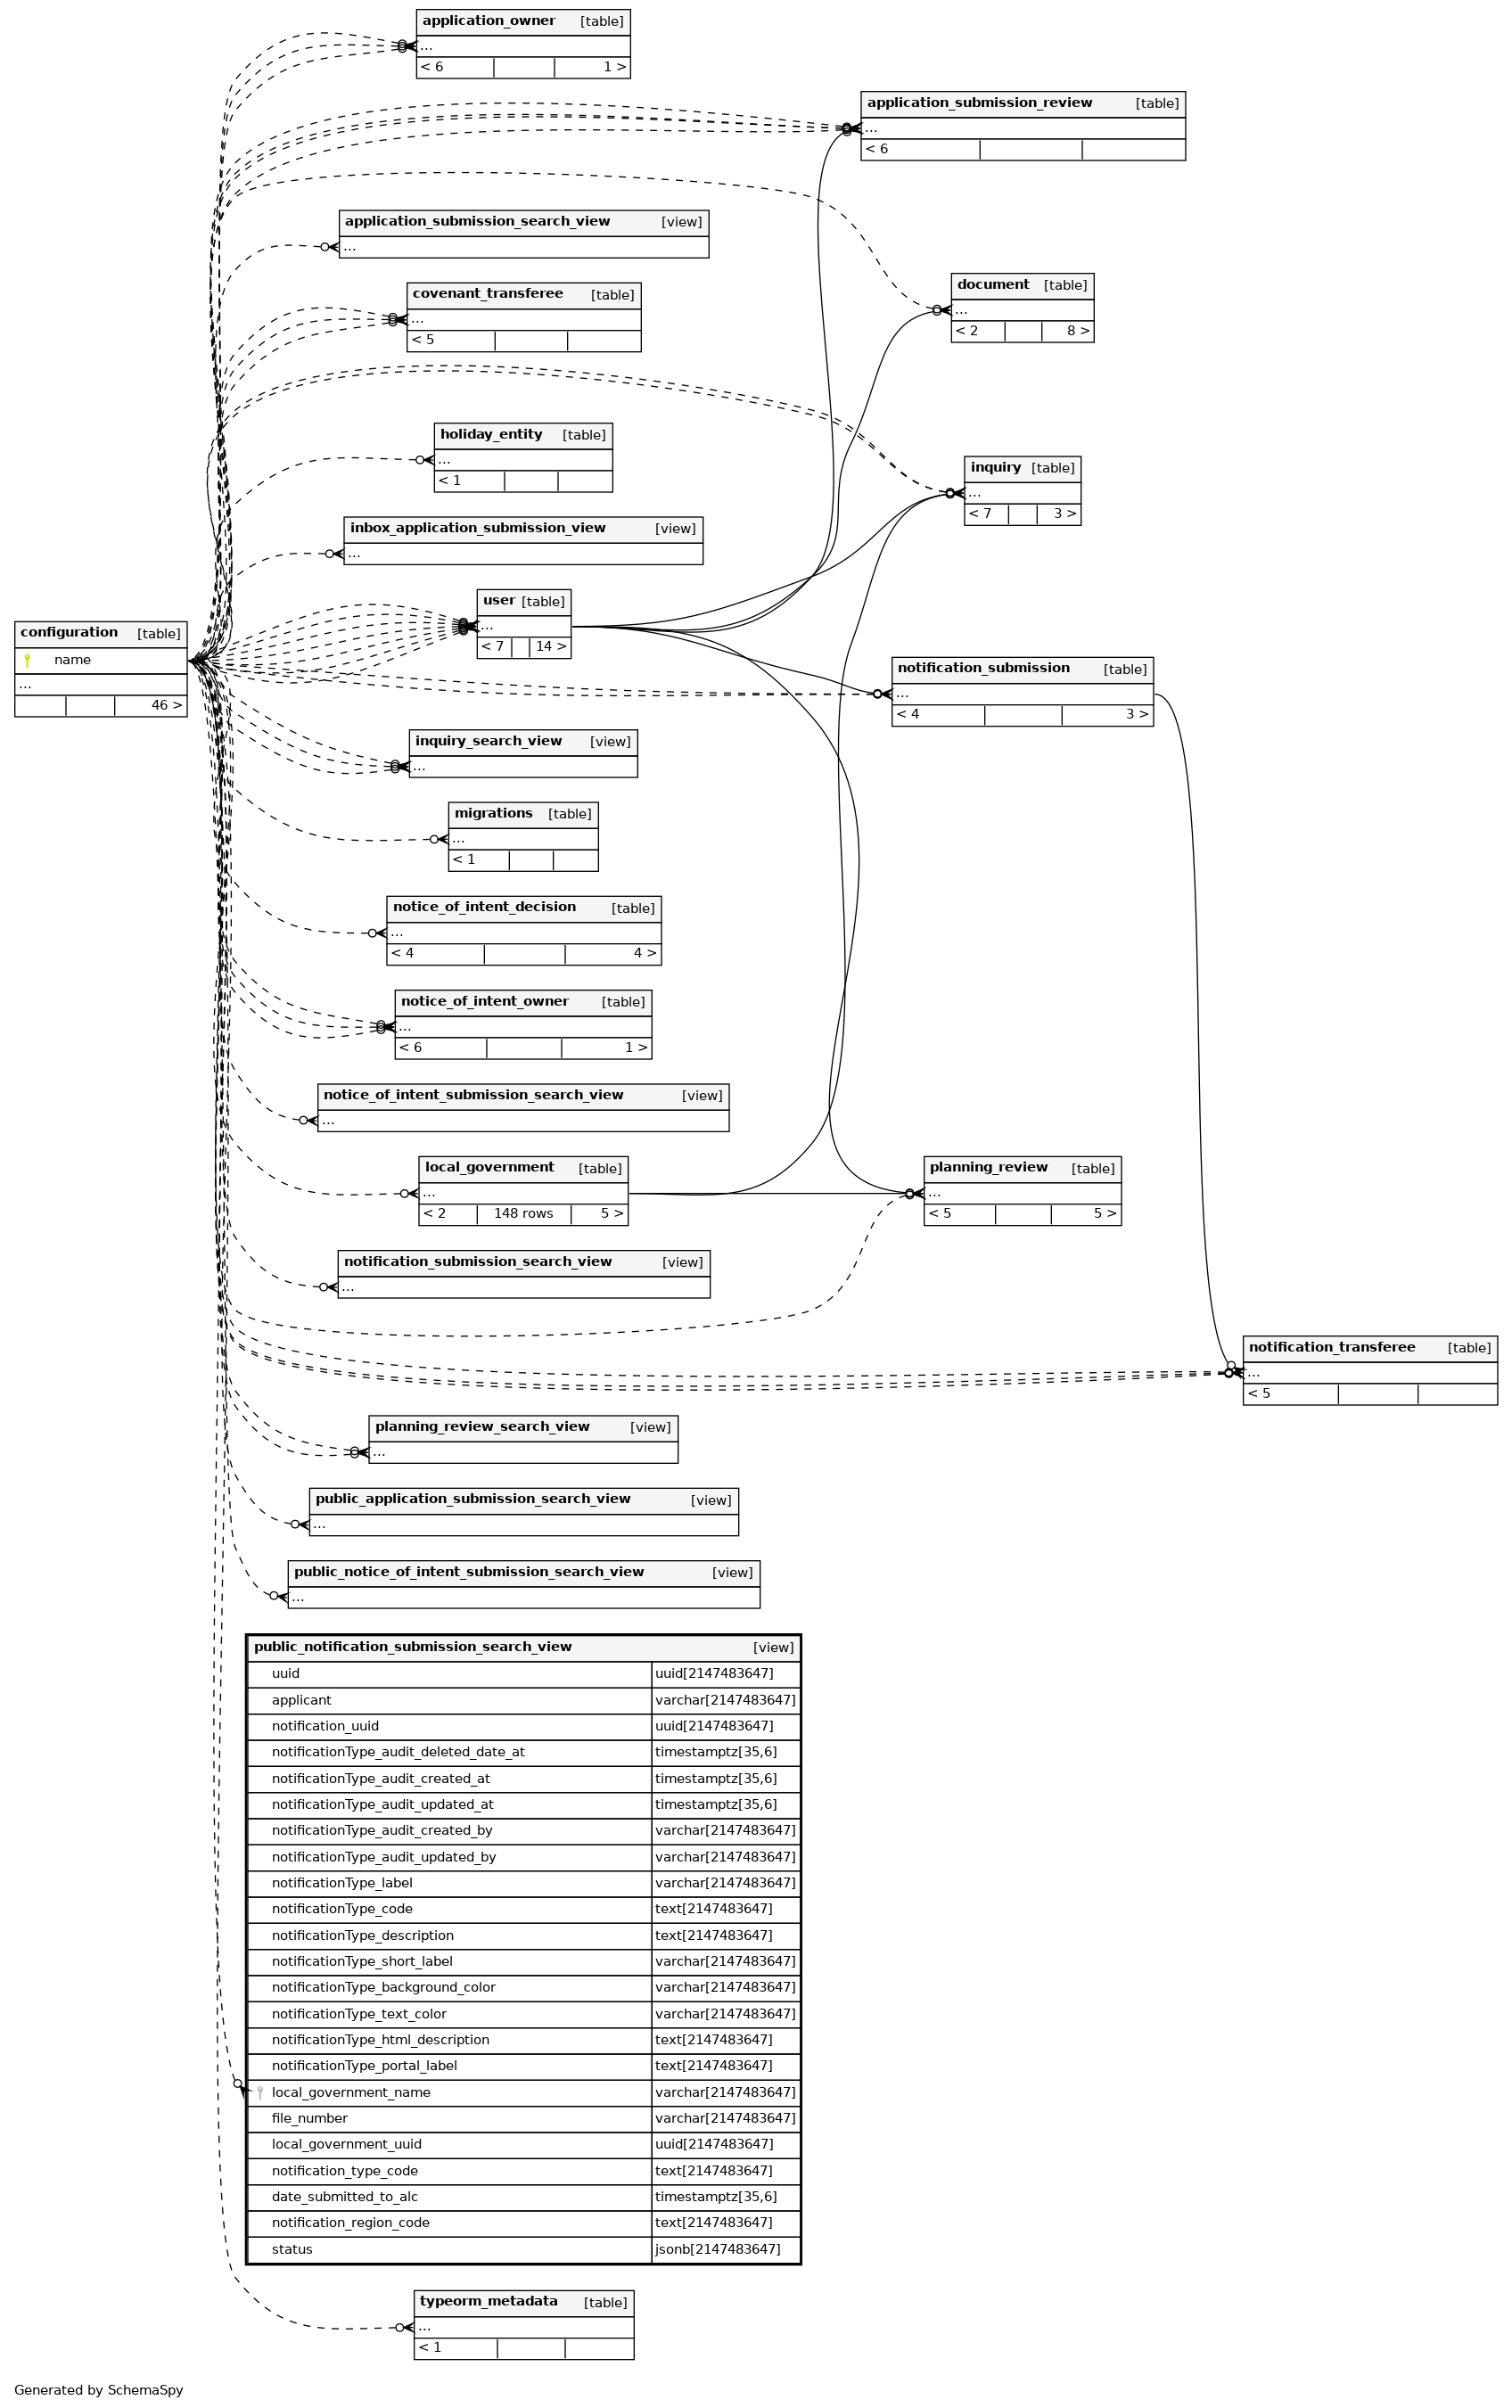 application_owner [table]
...
< 6 1 >
application_submission_review [table]
...
< 6
application_submission_search_view [view]
...
covenant_transferee [table]
...
< 5
document [table]
...
< 2 8 >
holiday_entity [table]
...
< 1
inquiry [table]
...
< 7 3 >
inbox_application_submission_view [view]
...
user [table]
...
< 7 14 >
configuration [table]
name
...
46 >
notification_submission [table]
...
< 4 3 >
inquiry_search_view [view]
...
migrations [table]
...
< 1
notice_of_intent_decision [table]
...
< 4 4 >
notice_of_intent_owner [table]
...
< 6 1 >
notice_of_intent_submission_search_view [view]
...
local_government [table]
...
< 2 148 rows 5 >
planning_review [table]
...
< 5 5 >
notification_submission_search_view [view]
...
notification_transferee [table]
...
< 5
planning_review_search_view [view]
...
public_application_submission_search_view [view]
...
public_notice_of_intent_submission_search_view [view]
...
public_notification_submission_search_view [view]
uuid uuid[2147483647]
applicant varchar[2147483647]
notification_uuid uuid[2147483647]
notificationType_audit_deleted_date_at timestamptz[35,6]
notificationType_audit_created_at timestamptz[35,6]
notificationType_audit_updated_at timestamptz[35,6]
notificationType_audit_created_by varchar[2147483647]
notificationType_audit_updated_by varchar[2147483647]
notificationType_label varchar[2147483647]
notificationType_code text[2147483647]
notificationType_description text[2147483647]
notificationType_short_label varchar[2147483647]
notificationType_background_color varchar[2147483647]
notificationType_text_color varchar[2147483647]
notificationType_html_description text[2147483647]
notificationType_portal_label text[2147483647]
local_government_name varchar[2147483647]
file_number varchar[2147483647]
local_government_uuid uuid[2147483647]
notification_type_code text[2147483647]
date_submitted_to_alc timestamptz[35,6]
notification_region_code text[2147483647]
status jsonb[2147483647]
typeorm_metadata [table]
...
< 1
Generated by SchemaSpy